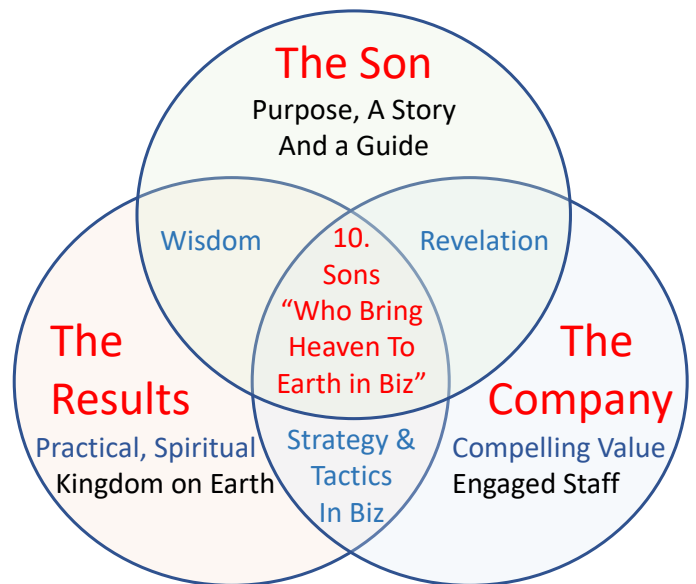 The Son
Purpose, A Story
And a Guide
Wisdom
10.
Sons
“Who Bring
Heaven To
Earth in Biz”
Revelation
The
Results
Practical, Spiritual
Kingdom on Earth
Strategy &
Tactics
In Biz
The
Company
Compelling Value
Engaged Staff